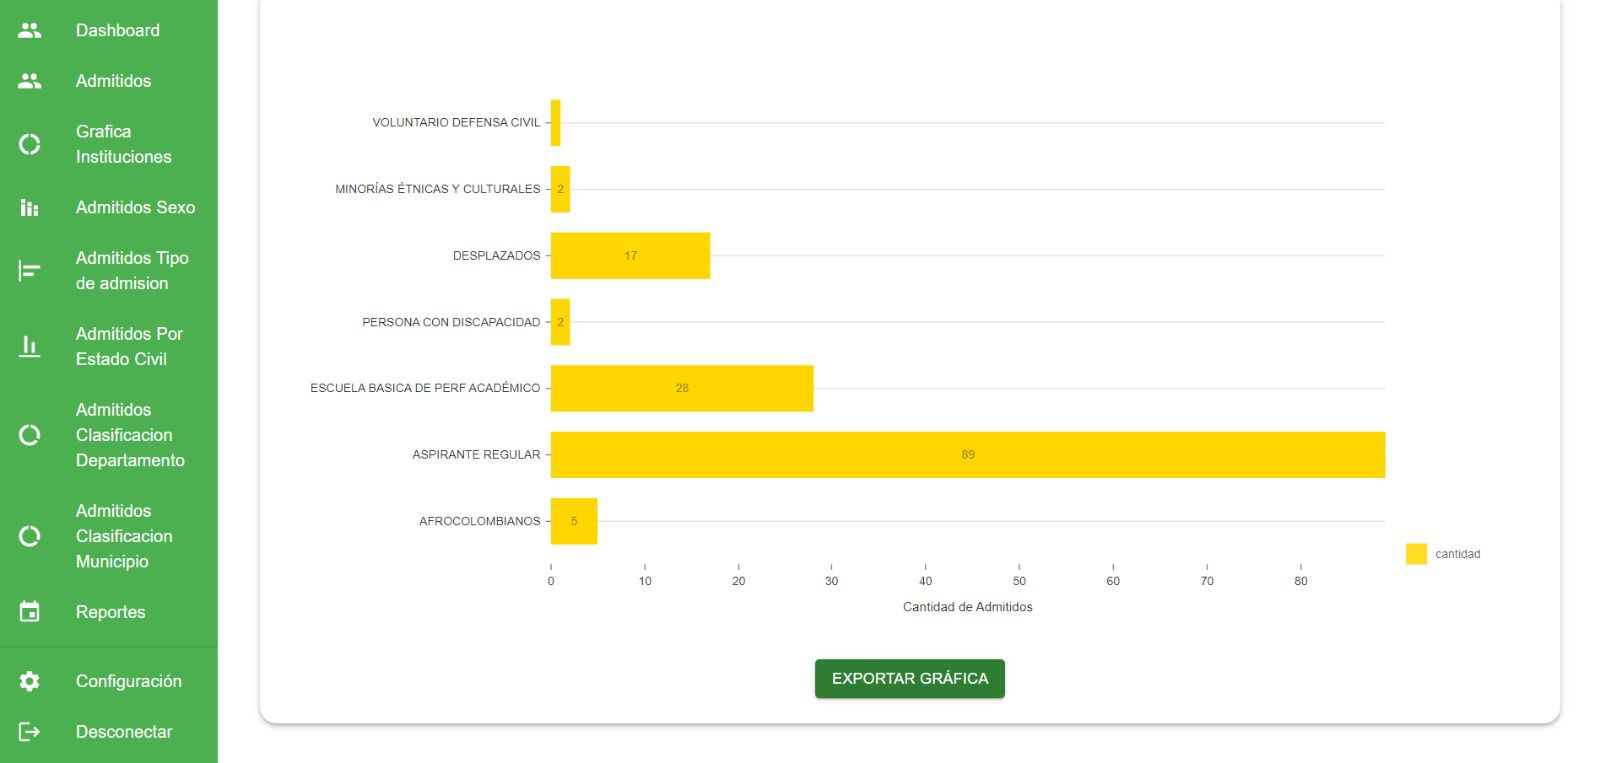 Dashboard
Admitidos
Grafica
Instituciones
Admitidos Sexo
Admitidos Tipo
de admision
Admitidos Por
Estado Civil
Admitidos
Clasificacion
Departamento
Admitidos
Clasificacion
Municipio
Reportes
Configuración
Desconectar
VOLUNTARIO DEFENSA CIVIL
MINORÍAS ÉTNICAS Y CULTURALES 2
DESPLAZADOS 17
PERSONA CON DISCAPACIDAD 2
ESCUELA BASICA DE PERF ACADÉMICO 28
ASPIRANTE REGULAR 89
AFROCOLOMBIANOS 5
cantidad
0 10 20 30 40 50 60 70 80
Cantidad de Admitidos
EXPORTAR GRÁFICA